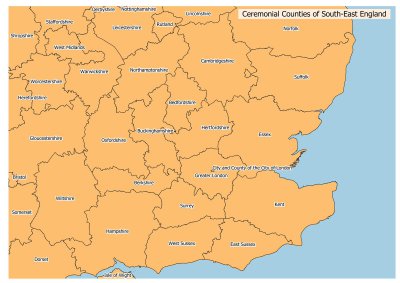 Ceremonial Counties of South-East England
Derbyshire
Nottinghamshire
Lincolnshire
Staffordshire
Leicestershire
Rutland
Norfolk
Shropshire
West Midlands
Cambridgeshire
Warwickshire
Northamptonshire
Suffolk
Worcestershire
Herefordshire
Bedfordshire
Gloucestershire
Oxfordshire
Buckinghamshire
Hertfordshire
Essex
City and County of the City of London
Greater London
Bristol
Berkshire
Wiltshire
Surrey
Kent
Somerset
Hampshire
West Sussex
East Sussex
Dorset
Isle of Wight